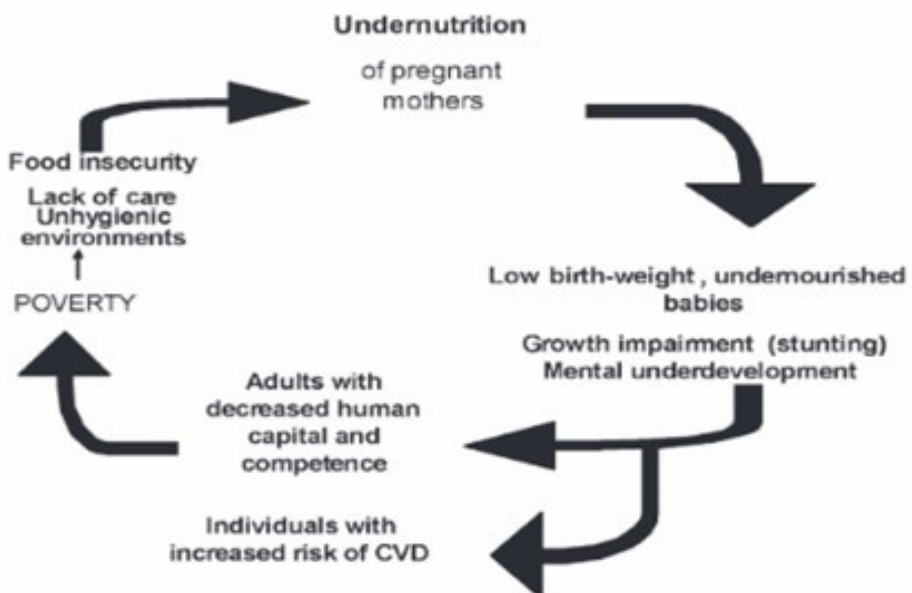 Undernutrition
of pregnant
mothers
Food insecurity
Lack of care
Unhygienic
environments
POVERTY
Low birth-weight , undernourished
babies
Growth impairment (stunting)
Mental underdevelopment
Adults with
decreased human
capital and
competence
Individuals with
increased risk of CVD